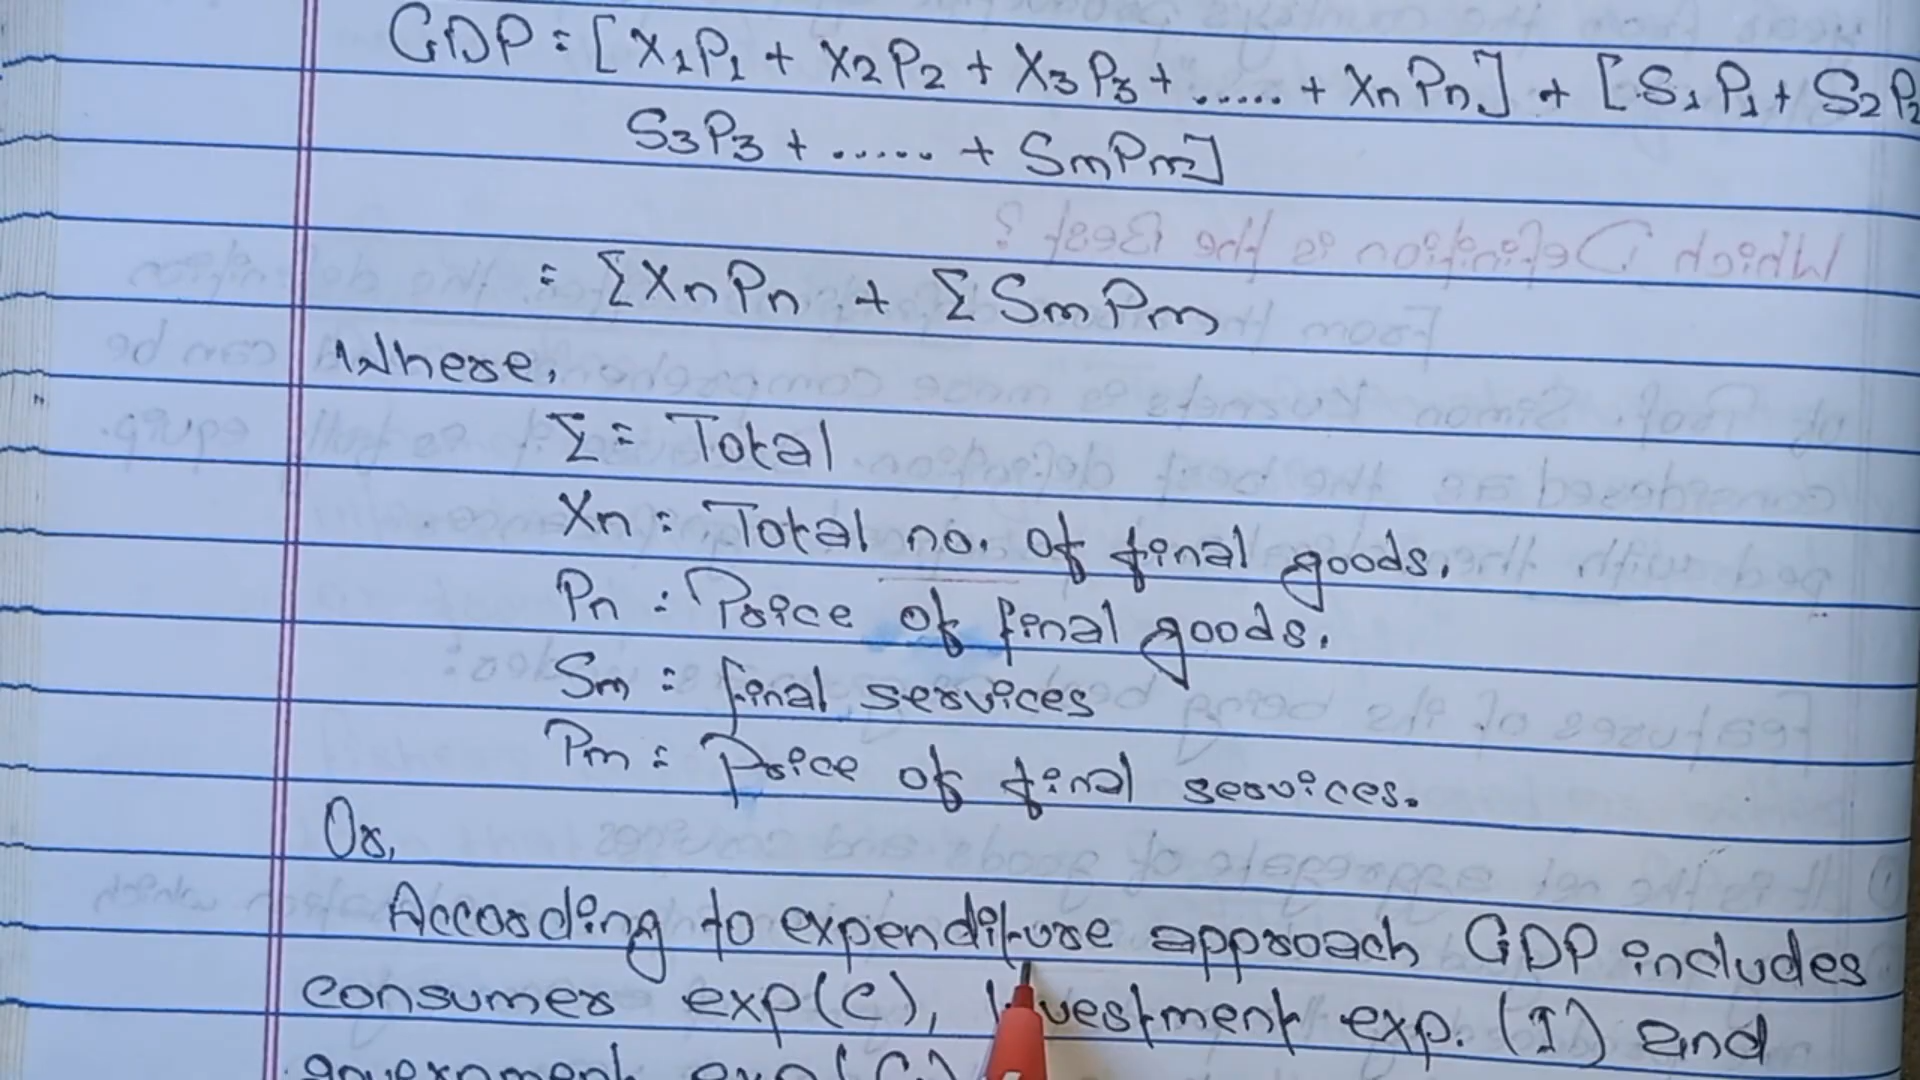 GDP = [X1P1 + X2P2 + X3P3 + ..... + XnPn] + [S1P1 + S2P2
S3P3 + ..... + SmPm]
= ΣXnPn + ΣSmPm
Where,
Σ = Total
Xn = Total no. of final goods.
Pn = Price of final goods.
Sm = final services
Pm = Price of final services.
Or,
According to expenditure approach GDP includes
consumer exp(C), Investment exp. (I) and
government exp(G)